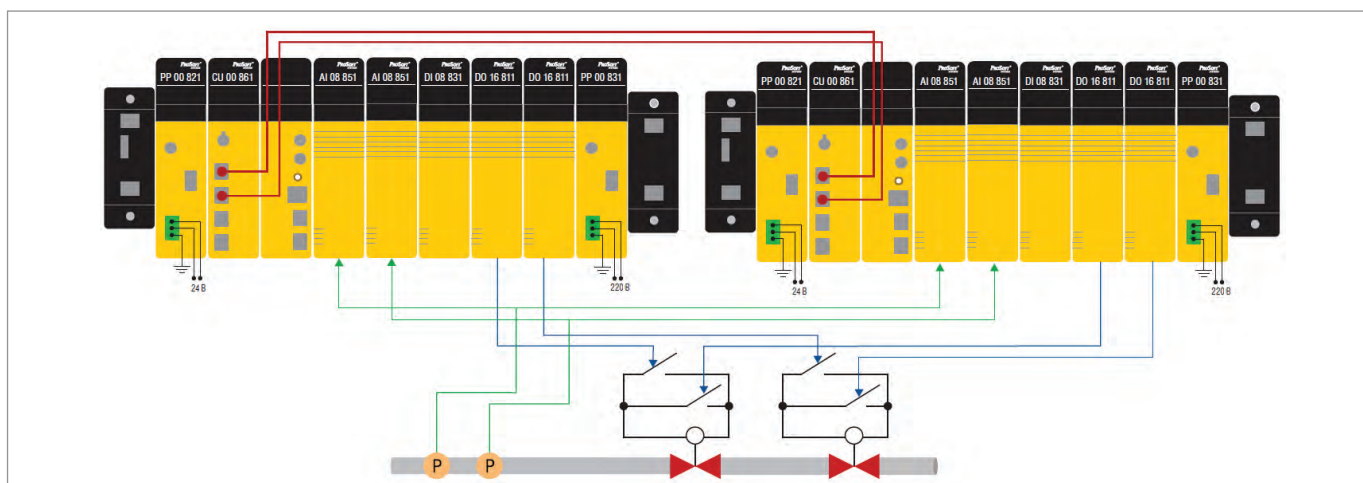 PP 00 821 CU 00 861 AI 08 851 AI 08 851 DI 08 831 DO 16 811 DO 16 811 PP 00 831
PP 00 821 CU 00 861 AI 08 851 AI 08 851 DI 08 831 DO 16 811 DO 16 811 PP 00 831
24 В
220 В
24 В
220 В
P P